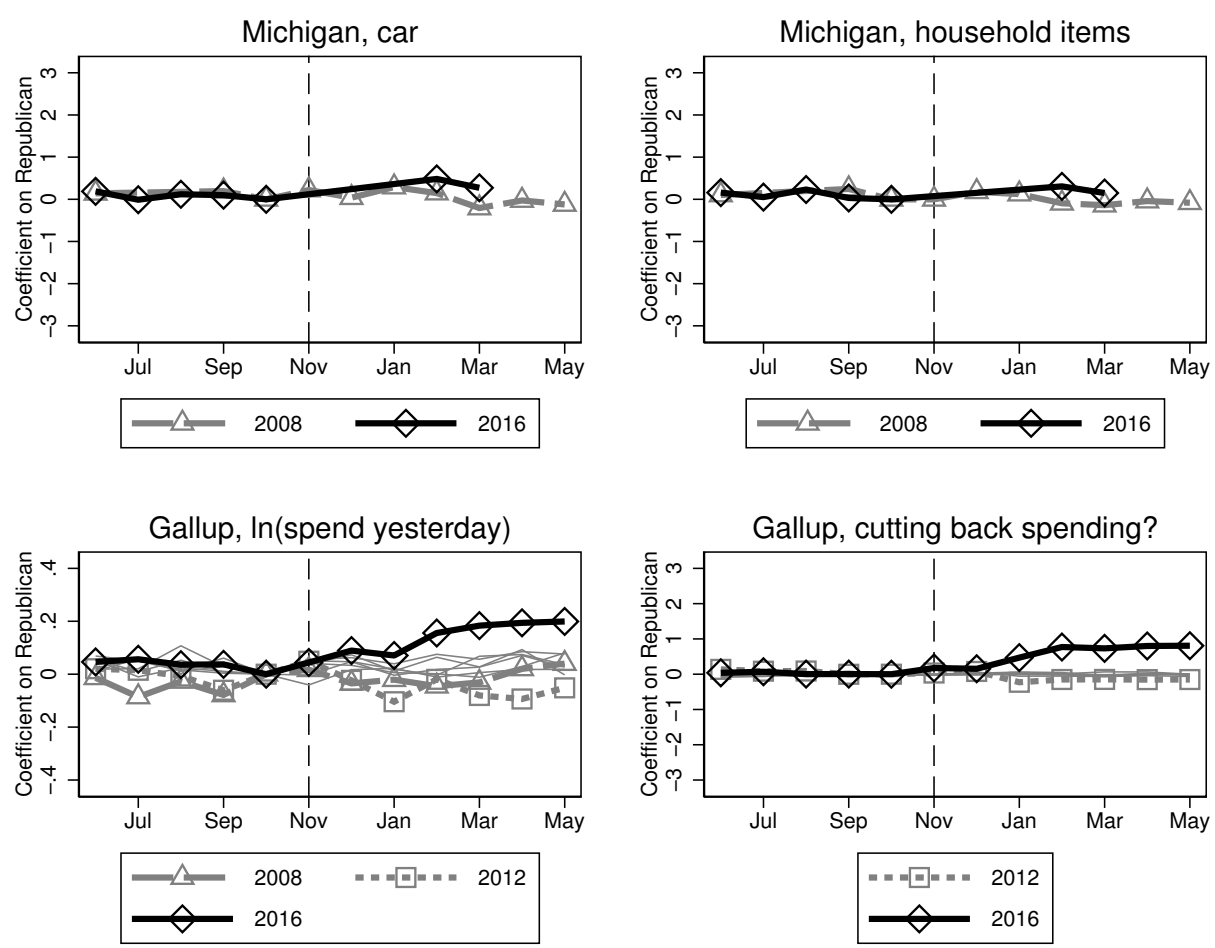 Michigan, car
Coefficient on Republican
3
2
1
0
−1
−2
−3
Jul Sep Nov Jan Mar May
2008 2016
Michigan, household items
Coefficient on Republican
3
2
1
0
−1
−2
−3
Jul Sep Nov Jan Mar May
2008 2016
Gallup, ln(spend yesterday)
Coefficient on Republican
.4
.2
0
−.2
−.4
Jul Sep Nov Jan Mar May
2008 2012
2016
Gallup, cutting back spending?
Coefficient on Republican
3
2
1
0
−1
−2
−3
Jul Sep Nov Jan Mar May
2012
2016